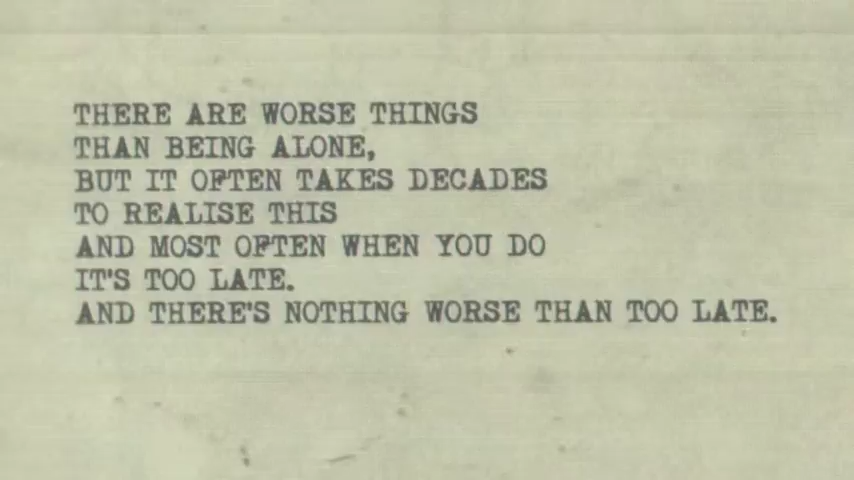 THERE ARE WORSE THINGS
THAN BEING ALONE,
BUT IT OFTEN TAKES DECADES
TO REALISE THIS
AND MOST OFTEN WHEN YOU DO
IT'S TOO LATE.
AND THERE'S NOTHING WORSE THAN TOO LATE.